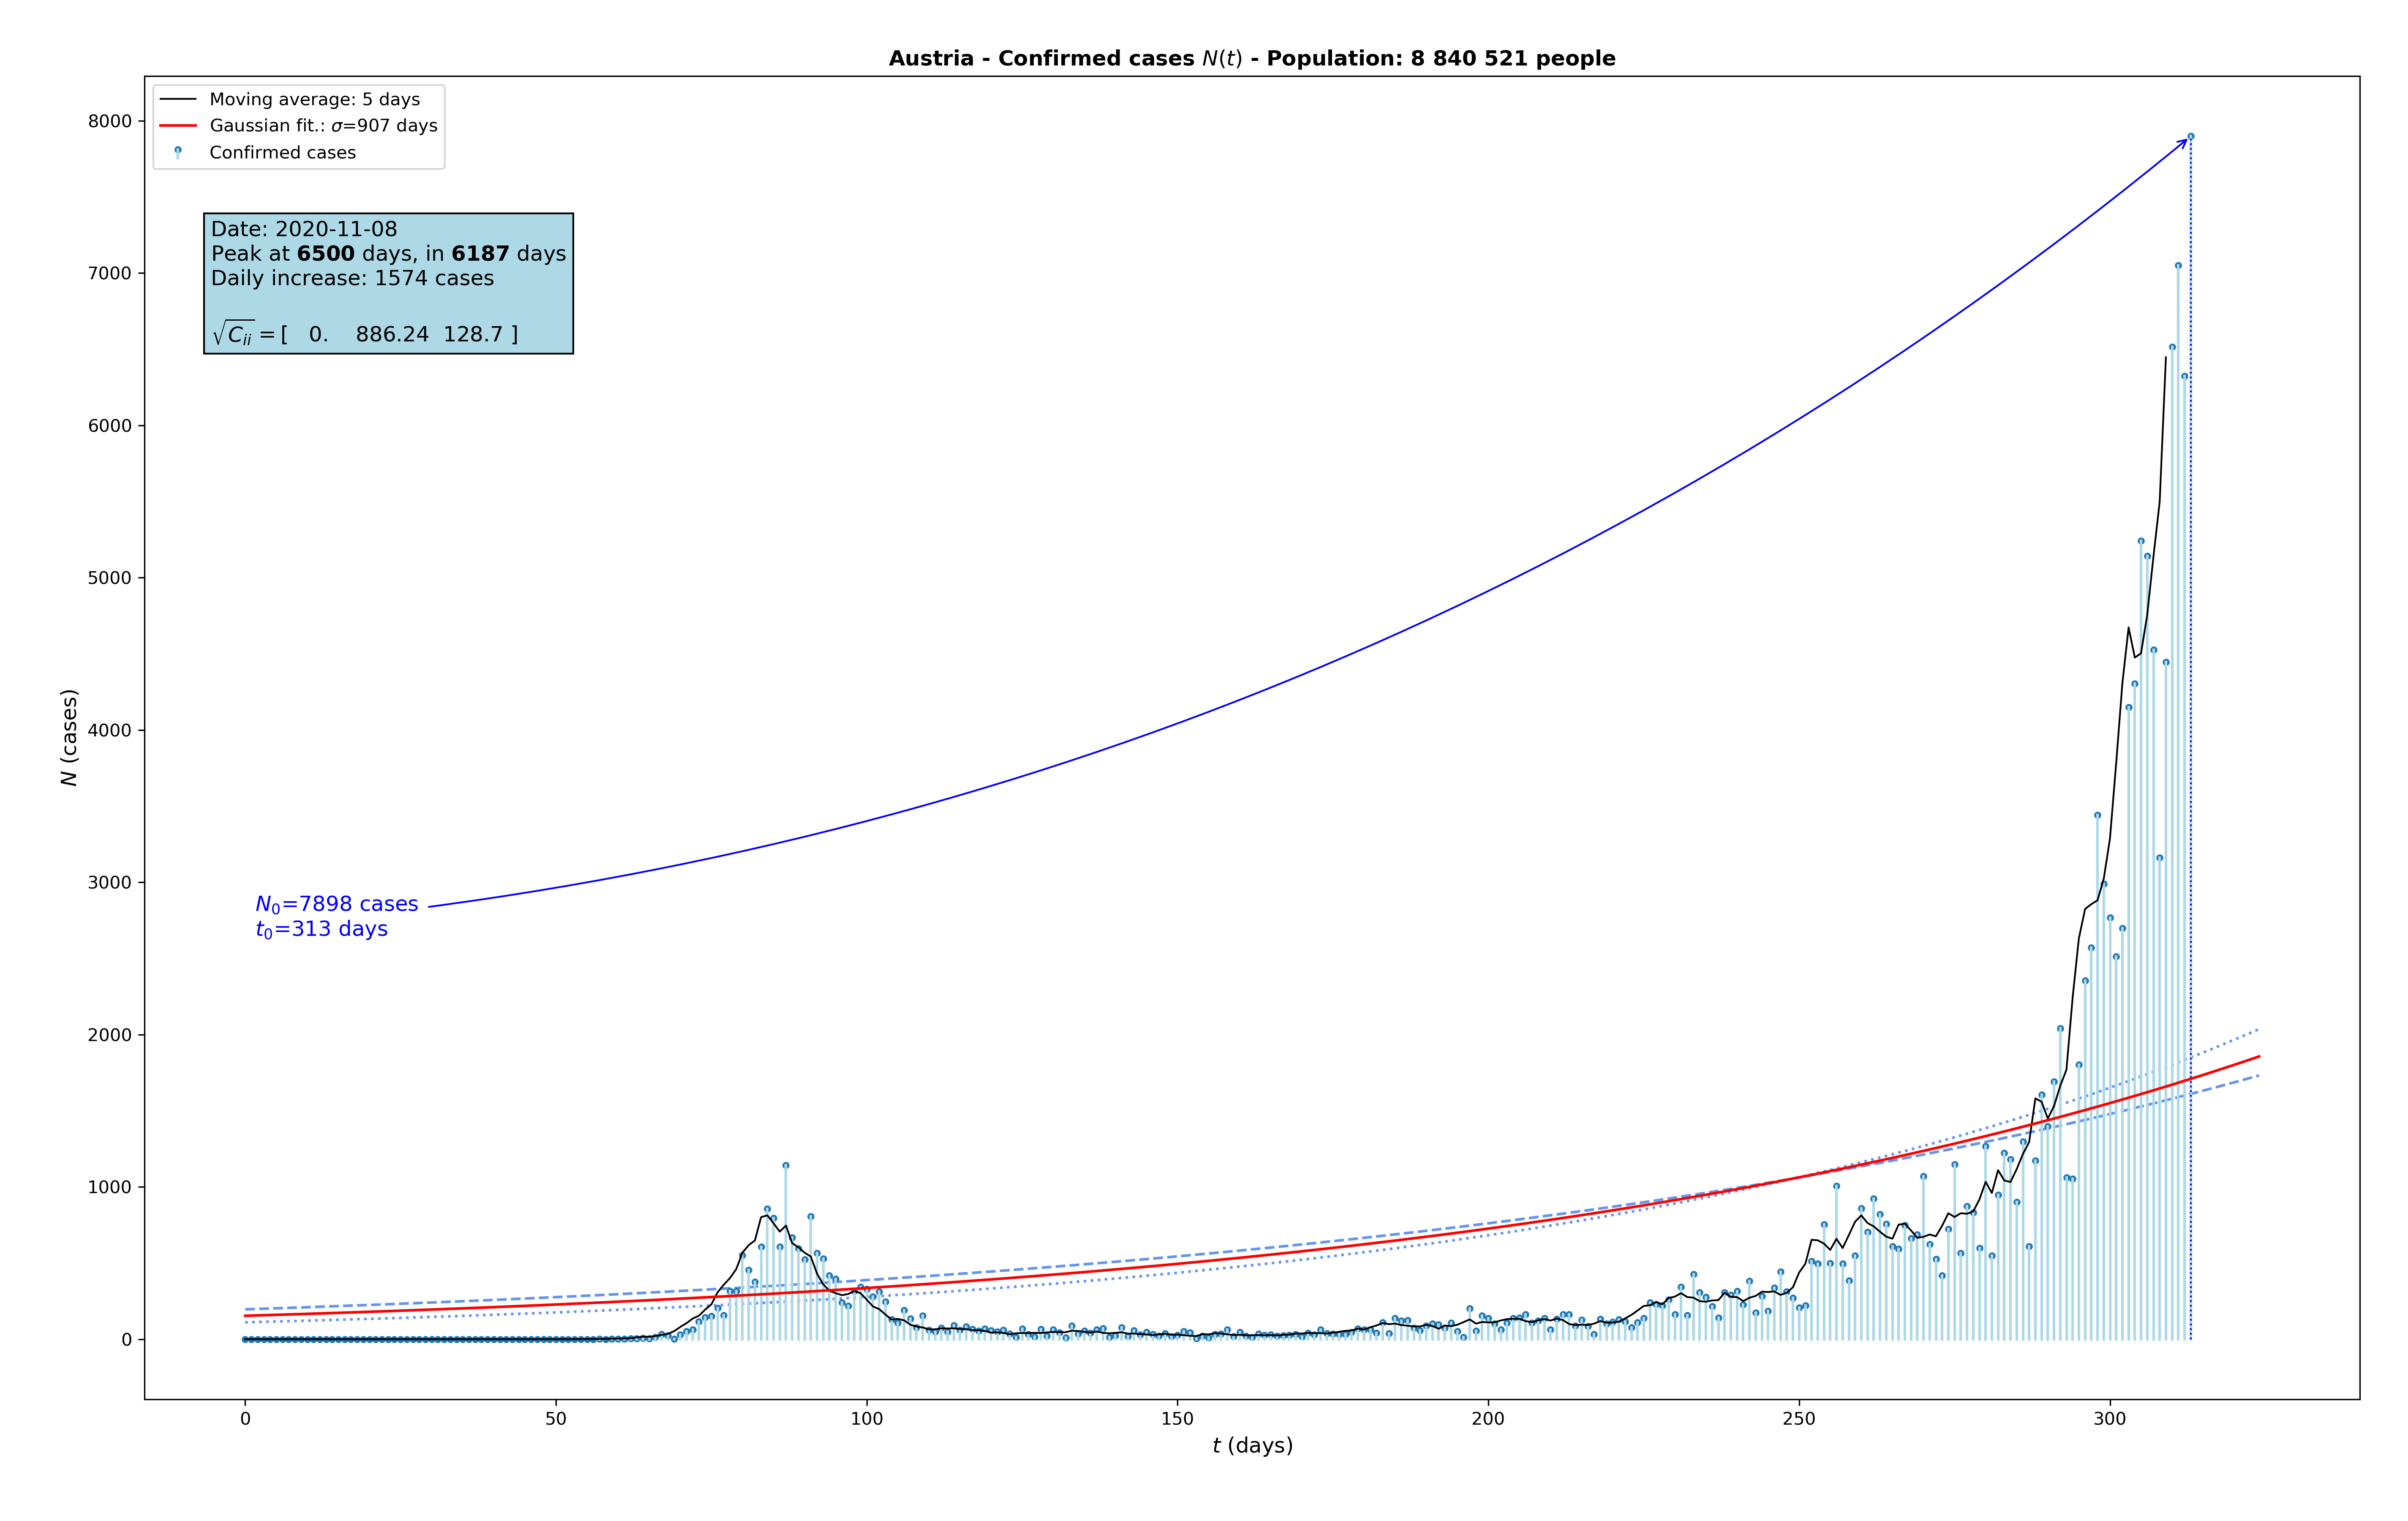 Austria - Confirmed cases N(t) - Population: 8 840 521 people
Moving average: 5 days
Gaussian fit.: σ=907 days
Confirmed cases
Date: 2020-11-08
Peak at 6500 days, in 6187 days
Daily increase: 1574 cases
√C_ii = [ 0. 886.24 128.7 ]
N₀=7898 cases
t₀=313 days
N (cases)
8000
7000
6000
5000
4000
3000
2000
1000
0
0 50 100 150 200 250 300
t (days)